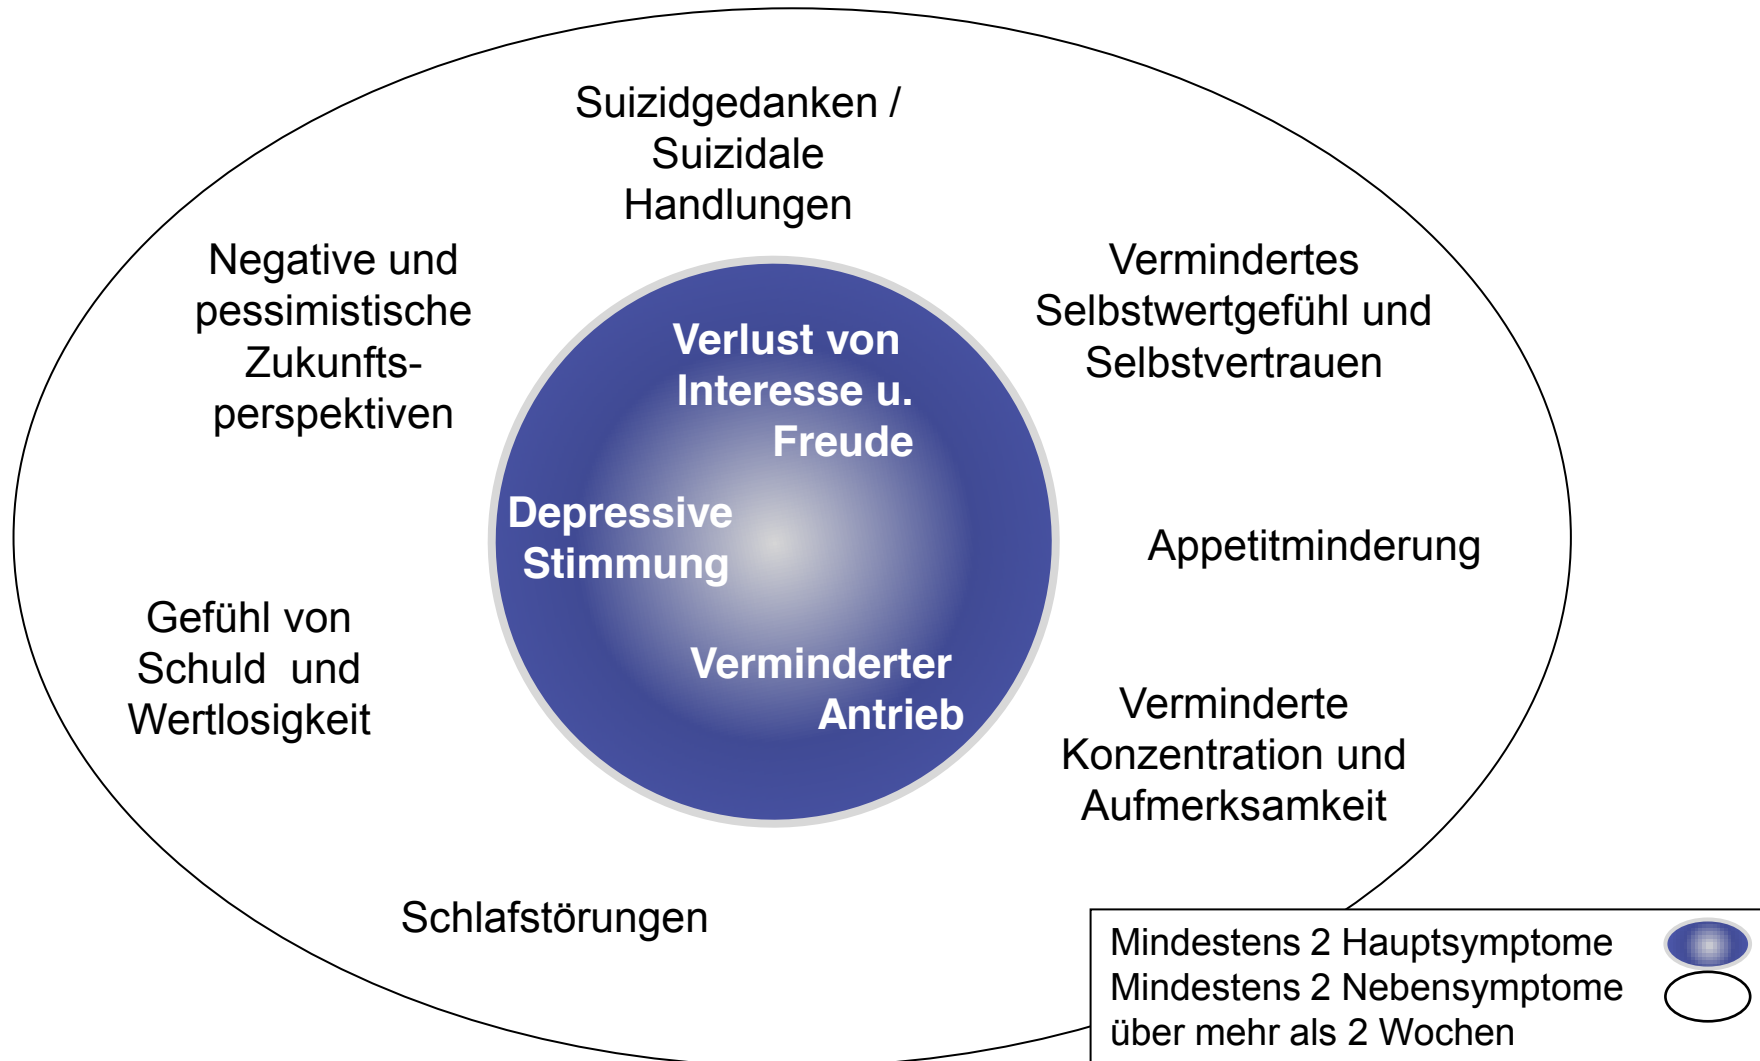 Suizidgedanken /
Suizidale
Handlungen
Negative und
pessimistische
Zukunfts-
perspektiven
Vermindertes
Selbstwertgefühl und
Selbstvertrauen
Verlust von
Interesse u.
Freude
Depressive
Stimmung
Appetitminderung
Gefühl von
Schuld und
Wertlosigkeit
Verminderter
Antrieb
Verminderte
Konzentration und
Aufmerksamkeit
Schlafstörungen
Mindestens 2 Hauptsymptome
Mindestens 2 Nebensymptome
über mehr als 2 Wochen